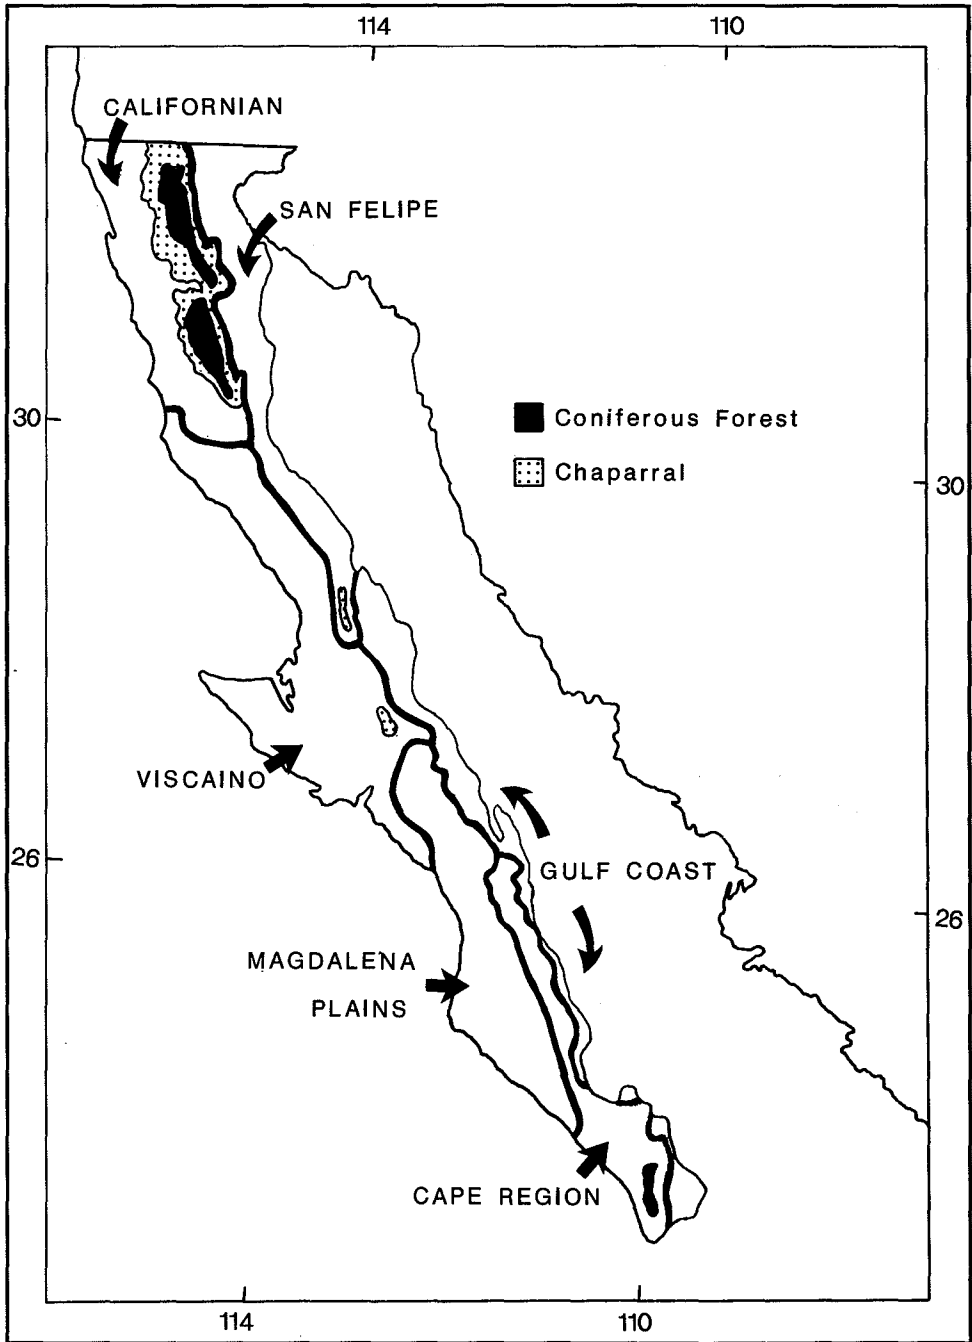 114
110
CALIFORNIAN
SAN FELIPE
30
Coniferous Forest
Chaparral
30
VISCAINO
26
GULF COAST
26
MAGDALENA
PLAINS
CAPE REGION
114
110